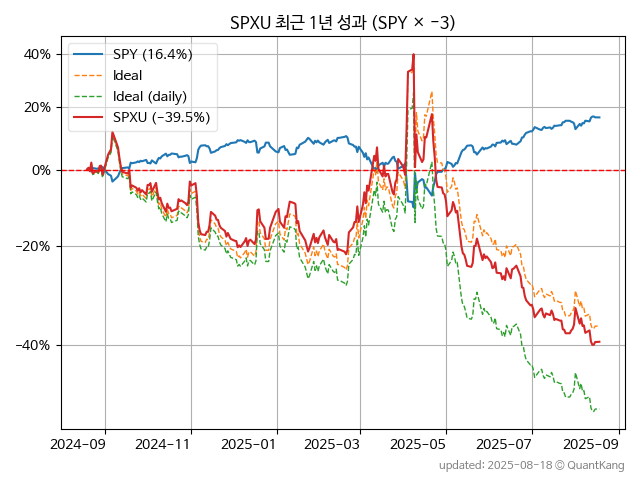 SPXU 최근 1년 성과 (SPY × −3)
SPY (16.4%)
Ideal
Ideal (daily)
SPXU (−39.5%)
40%
20%
0%
−20%
−40%
2024-09 2024-11 2025-01 2025-03 2025-05 2025-07 2025-09
updated: 2025-08-18 © QuantKang